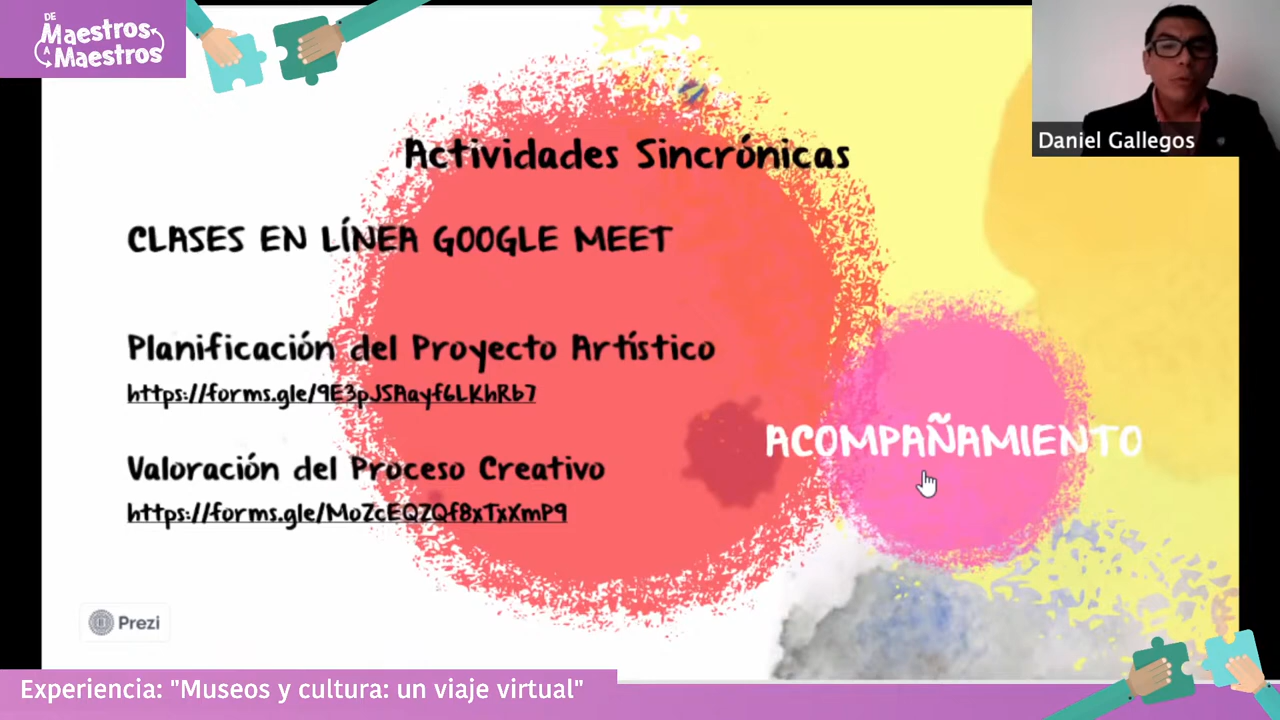 DE
Maestros
A
Maestros
Daniel Gallegos
Actividades Sincrónicas
CLASES EN LÍNEA GOOGLE MEET
Planificación del Proyecto Artístico
https://forms.gle/9E3pJSAayf6LKhRb7
Valoración del Proceso Creativo
https://forms.gle/MoZcEQZQf8xTxXmP9
ACOMPAÑAMIENTO
Prezi
Experiencia: "Museos y cultura: un viaje virtual"